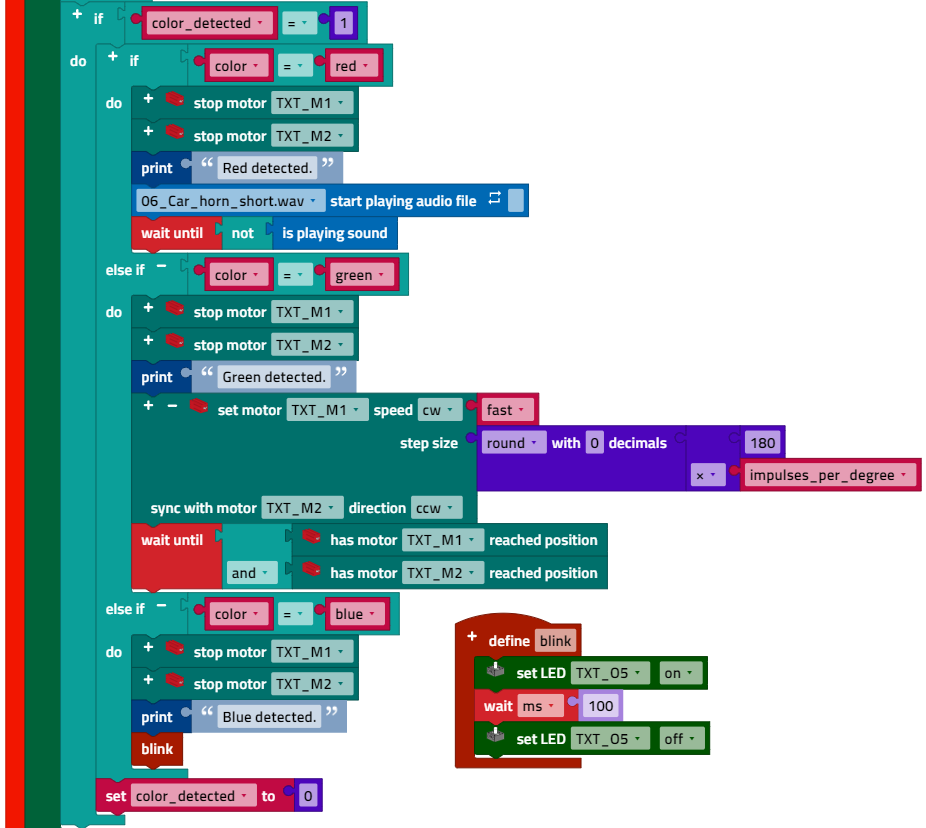 + if color_detected = 1
do + if color = red
do + stop motor TXT_M1
+ stop motor TXT_M2
print “ Red detected. ”
06_Car_horn_short.wav start playing audio file
wait until not is playing sound
else if − color = green
do + stop motor TXT_M1
+ stop motor TXT_M2
print “ Green detected. ”
+ − set motor TXT_M1 speed cw fast
step size round with 0 decimals 180
× impulses_per_degree
sync with motor TXT_M2 direction ccw
wait until has motor TXT_M1 reached position
and has motor TXT_M2 reached position
else if − color = blue
do + stop motor TXT_M1
+ stop motor TXT_M2
print “ Blue detected. ”
blink
set color_detected to 0
+ define blink
set LED TXT_O5 on
wait ms 100
set LED TXT_O5 off